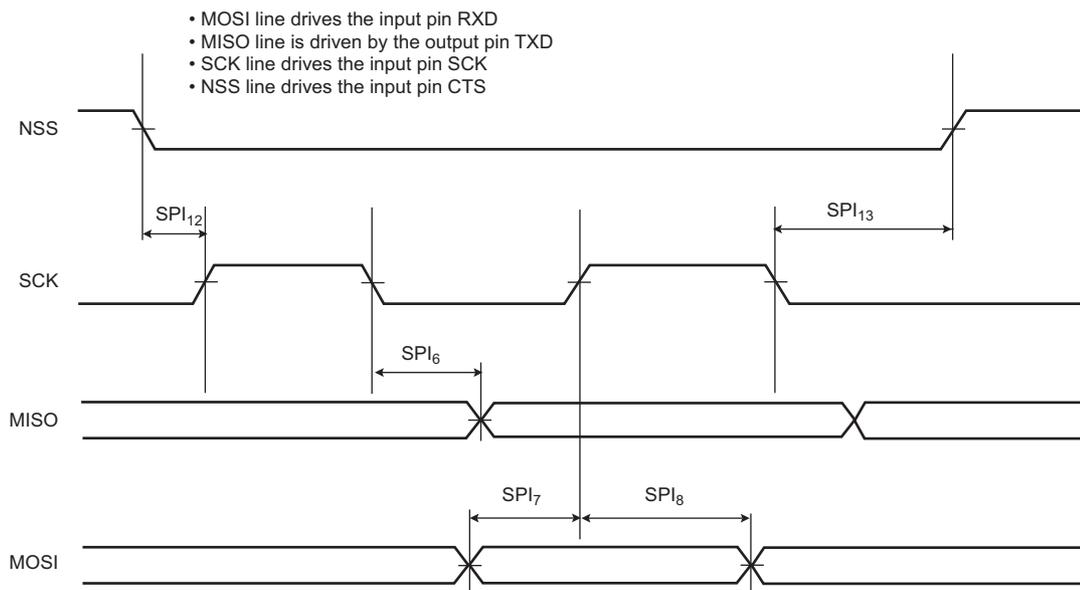 • MOSI line drives the input pin RXD
• MISO line is driven by the output pin TXD
• SCK line drives the input pin SCK
• NSS line drives the input pin CTS
NSS
SPI12
SPI13
SCK
SPI6
MISO
SPI7
SPI8
MOSI